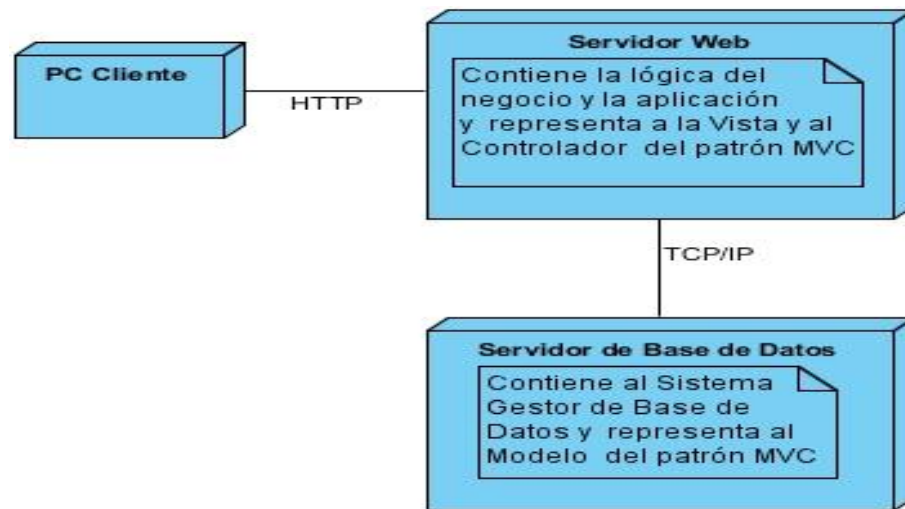 PC Cliente
HTTP
Servidor Web
Contiene la lógica del
negocio y la aplicación
y representa a la Vista y al
Controlador del patrón MVC
TCP/IP
Servidor de Base de Datos
Contiene al Sistema
Gestor de Base de
Datos y representa al
Modelo del patrón MVC